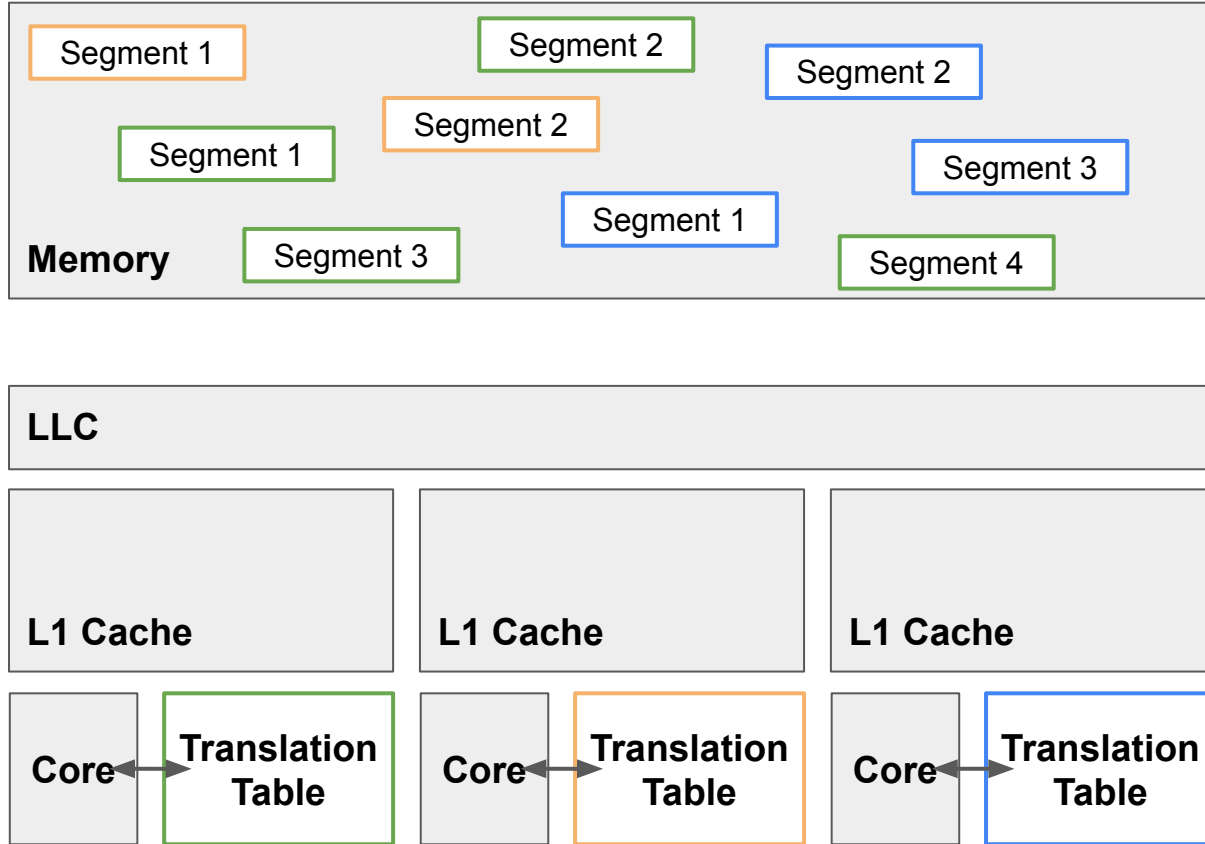 Segment 1
Segment 2
Segment 2
Segment 2
Segment 1
Segment 3
Segment 1
Memory
Segment 3
Segment 4
LLC
L1 Cache
L1 Cache
L1 Cache
Core
Translation
Table
Core
Translation
Table
Core
Translation
Table